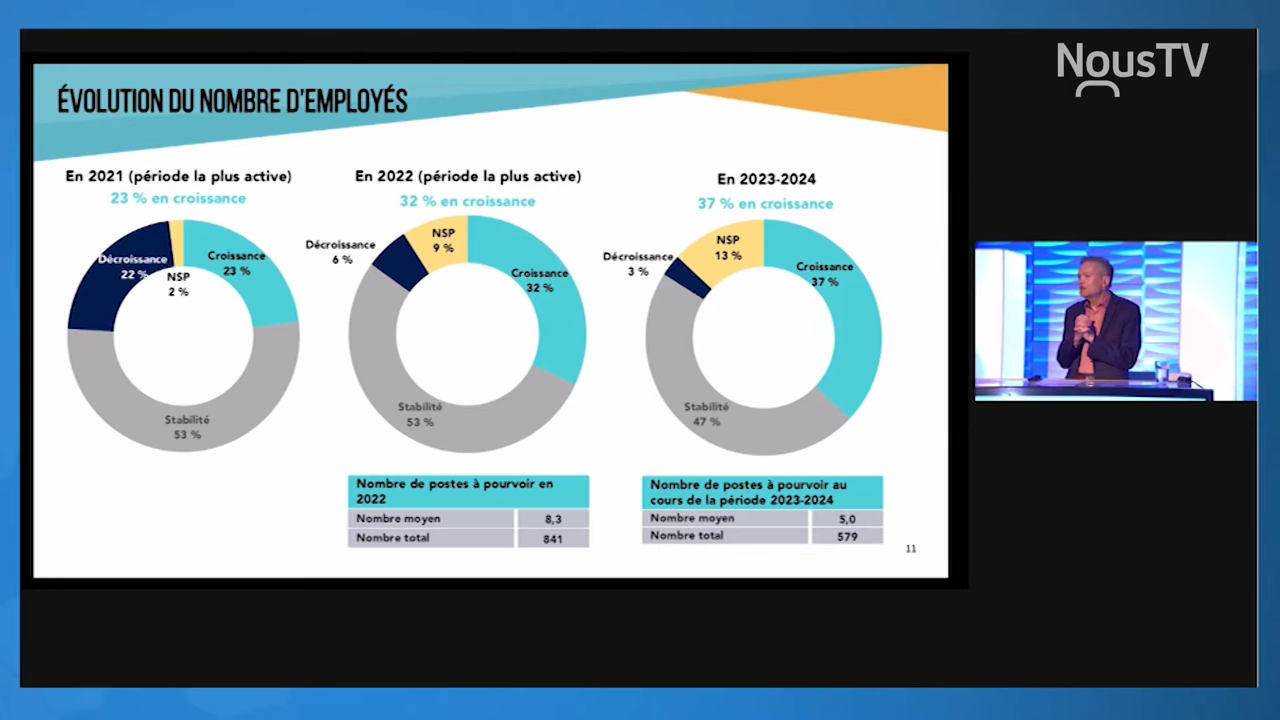 NousTV
ÉVOLUTION DU NOMBRE D'EMPLOYÉS
En 2021 (période la plus active)
23 % en croissance
Décroissance
22 %
NSP
2 %
Croissance
23 %
Stabilité
53 %
En 2022 (période la plus active)
32 % en croissance
Décroissance
6 %
NSP
9 %
Croissance
32 %
Stabilité
53 %
En 2023-2024
37 % en croissance
Décroissance
3 %
NSP
13 %
Croissance
37 %
Stabilité
47 %
Nombre de postes à pourvoir en
2022
Nombre moyen 8,3
Nombre total 841
Nombre de postes à pourvoir au
cours de la période 2023-2024
Nombre moyen 5,0
Nombre total 579
11